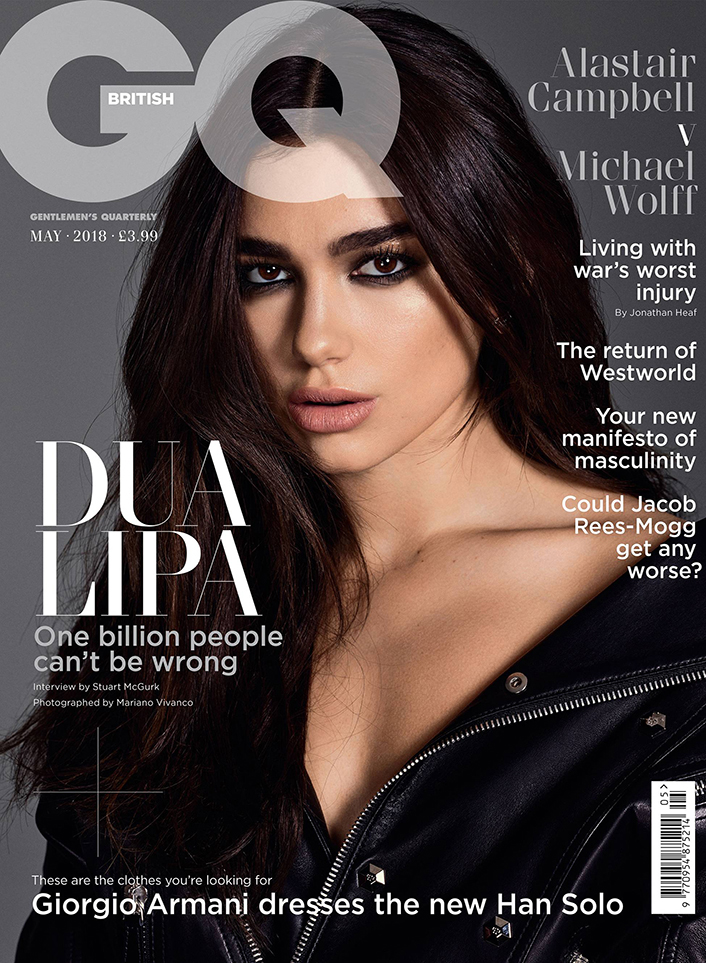 GQ
BRITISH
GENTLEMEN'S QUARTERLY
MAY · 2018 · £3.99
Alastair
Campbell
v
Michael
Wolff
Living with
war's worst
injury
By Jonathan Heaf
The return of
Westworld
Your new
manifesto of
masculinity
Could Jacob
Rees-Mogg
get any
worse?
DUA
LIPA
One billion people
can't be wrong
Interview by Stuart McGurk
Photographed by Mariano Vivanco
These are the clothes you're looking for
Giorgio Armani dresses the new Han Solo
05>
9 770954 875214